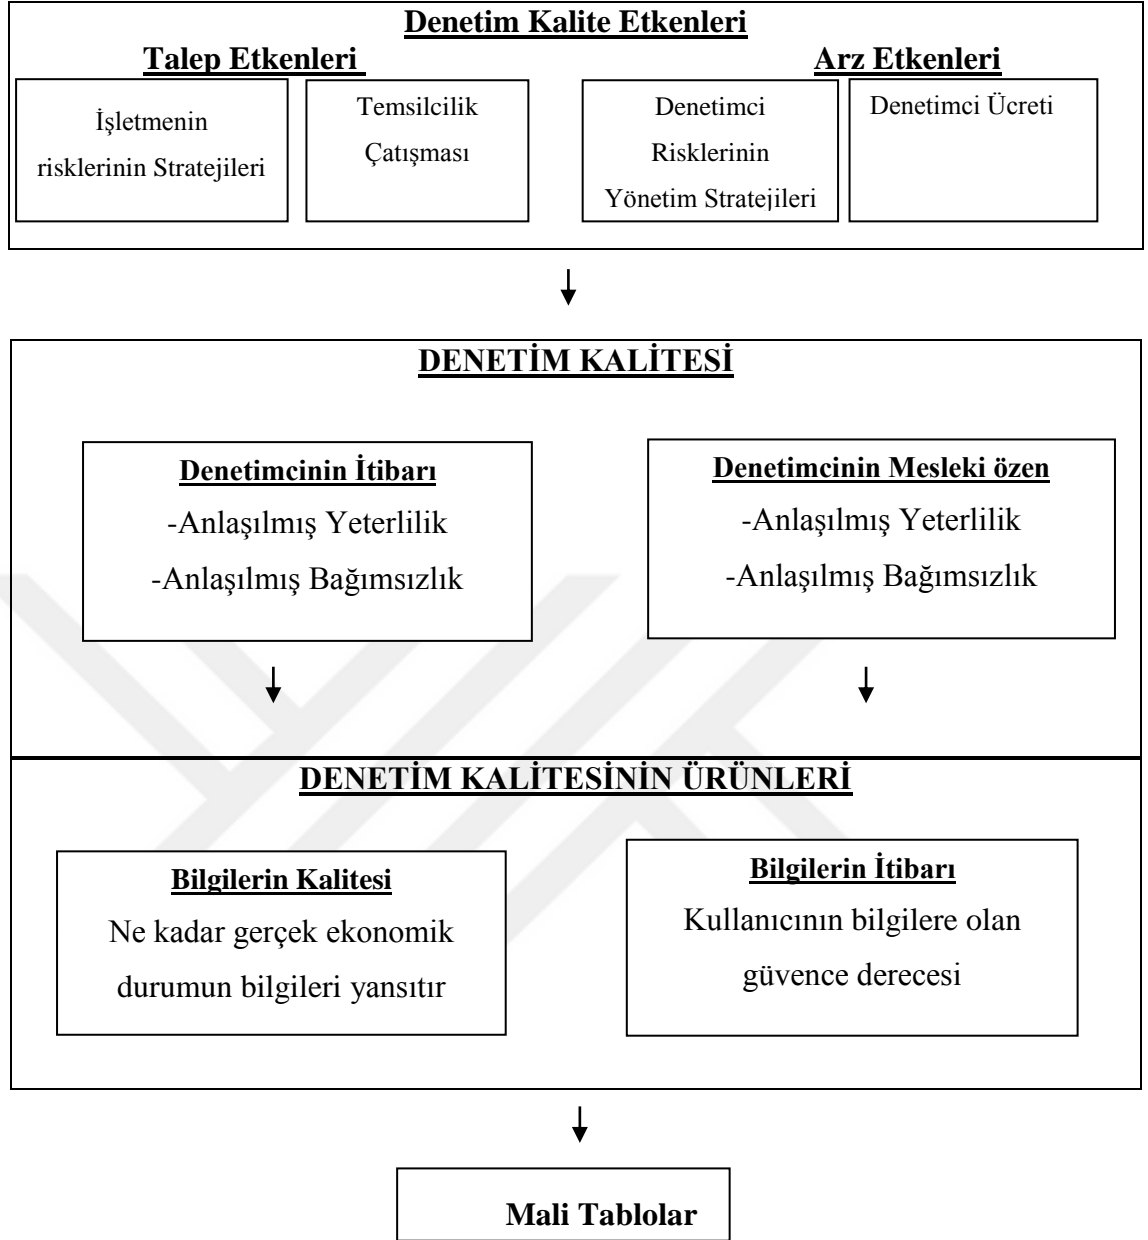 Denetim Kalite Etkenleri
Talep Etkenleri
Arz Etkenleri
İşletmenin
risklerinin Stratejileri
Temsilcilik
Çatışması
Denetimci
Risklerinin
Yönetim Stratejileri
Denetimci Ücreti
DENETİM KALİTESİ
Denetimcinin İtibarı
-Anlaşılmış Yeterlilik
-Anlaşılmış Bağımsızlık
Denetimcinin Mesleki özen
-Anlaşılmış Yeterlilik
-Anlaşılmış Bağımsızlık
DENETİM KALİTESİNİN ÜRÜNLERİ
Bilgilerin Kalitesi
Ne kadar gerçek ekonomik
durumun bilgileri yansıtır
Bilgilerin İtibarı
Kullanıcının bilgilere olan
güvence derecesi
Mali Tablolar